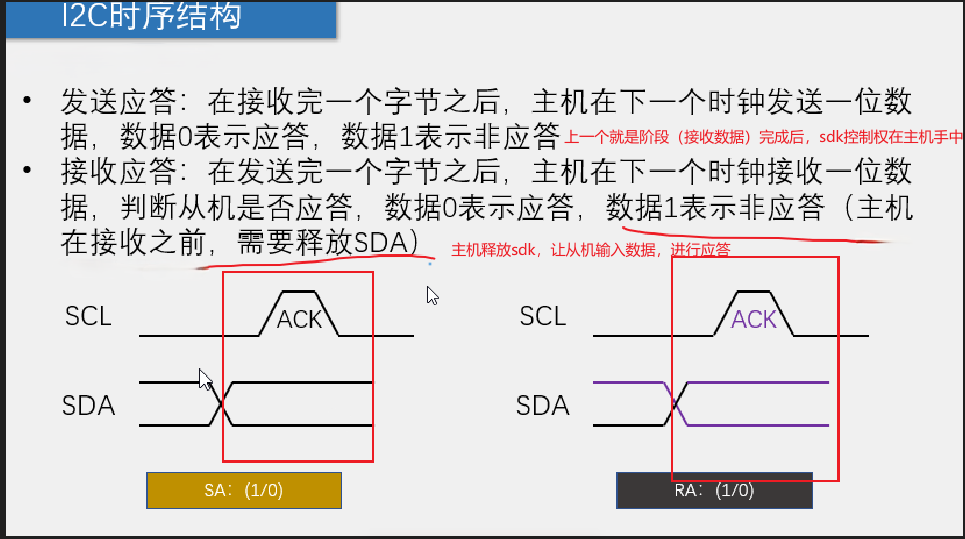 I2C时序结构
• 发送应答：在接收完一个字节之后，主机在下一个时钟发送一位数
据，数据0表示应答，数据1表示非应答 上一个就是阶段（接收数据）完成后，sdk控制权在主机手中
• 接收应答：在发送完一个字节之后，主机在下一个时钟接收一位数
据，判断从机是否应答，数据0表示应答，数据1表示非应答（主机
在接收之前，需要释放SDA） 主机释放sdk，让从机输入数据，进行应答
SCL ACK SCL ACK
SDA SDA
SA：(1/0) RA：(1/0)